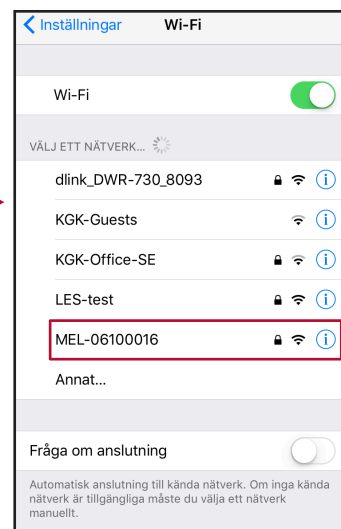 Inställningar Wi-Fi
Wi-Fi
VÄLJ ETT NÄTVERK...
dlink_DWR-730_8093
KGK-Guests
KGK-Office-SE
LES-test
MEL-06100016
Annat...
Fråga om anslutning
Automatisk anslutning till kända nätverk. Om inga kända
nätverk är tillgängliga måste du välja ett nätverk
manuellt.